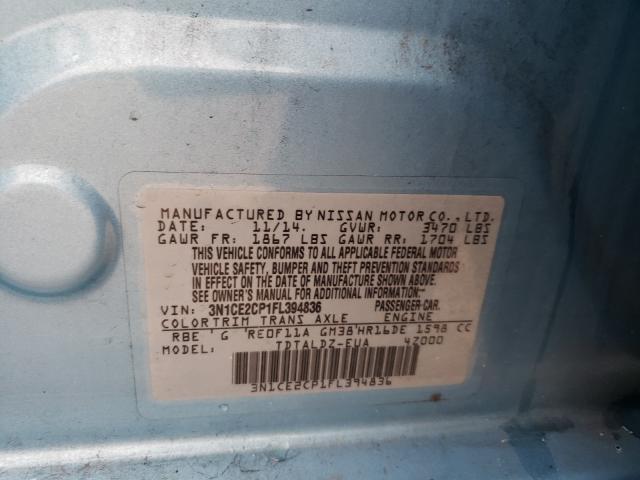 MANUFACTURED BY NISSAN MOTOR CO., LTD.
DATE: 11/14. GVWR: 3470 LBS
GAWR FR: 1867 LBS GAWR RR: 1704 LBS
THIS VEHICLE CONFORMS TO ALL APPLICABLE FEDERAL MOTOR
VEHICLE SAFETY, BUMPER AND THEFT PREVENTION STANDARDS
IN EFFECT ON THE DATE OF MANUFACTURE SHOWN ABOVE.
SEE OWNER'S MANUAL FOR ADDITIONAL INFORMATION.
VIN: 3N1CE2CP1FL394836 PASSENGER CAR.
COLOR TRIM TRANS AXLE ENGINE
RBE G RE0F11A GM38 HR16DE 1598 CC
MODEL: TDTALDZ-EUA 47000
3N1CE2CP1FL394836